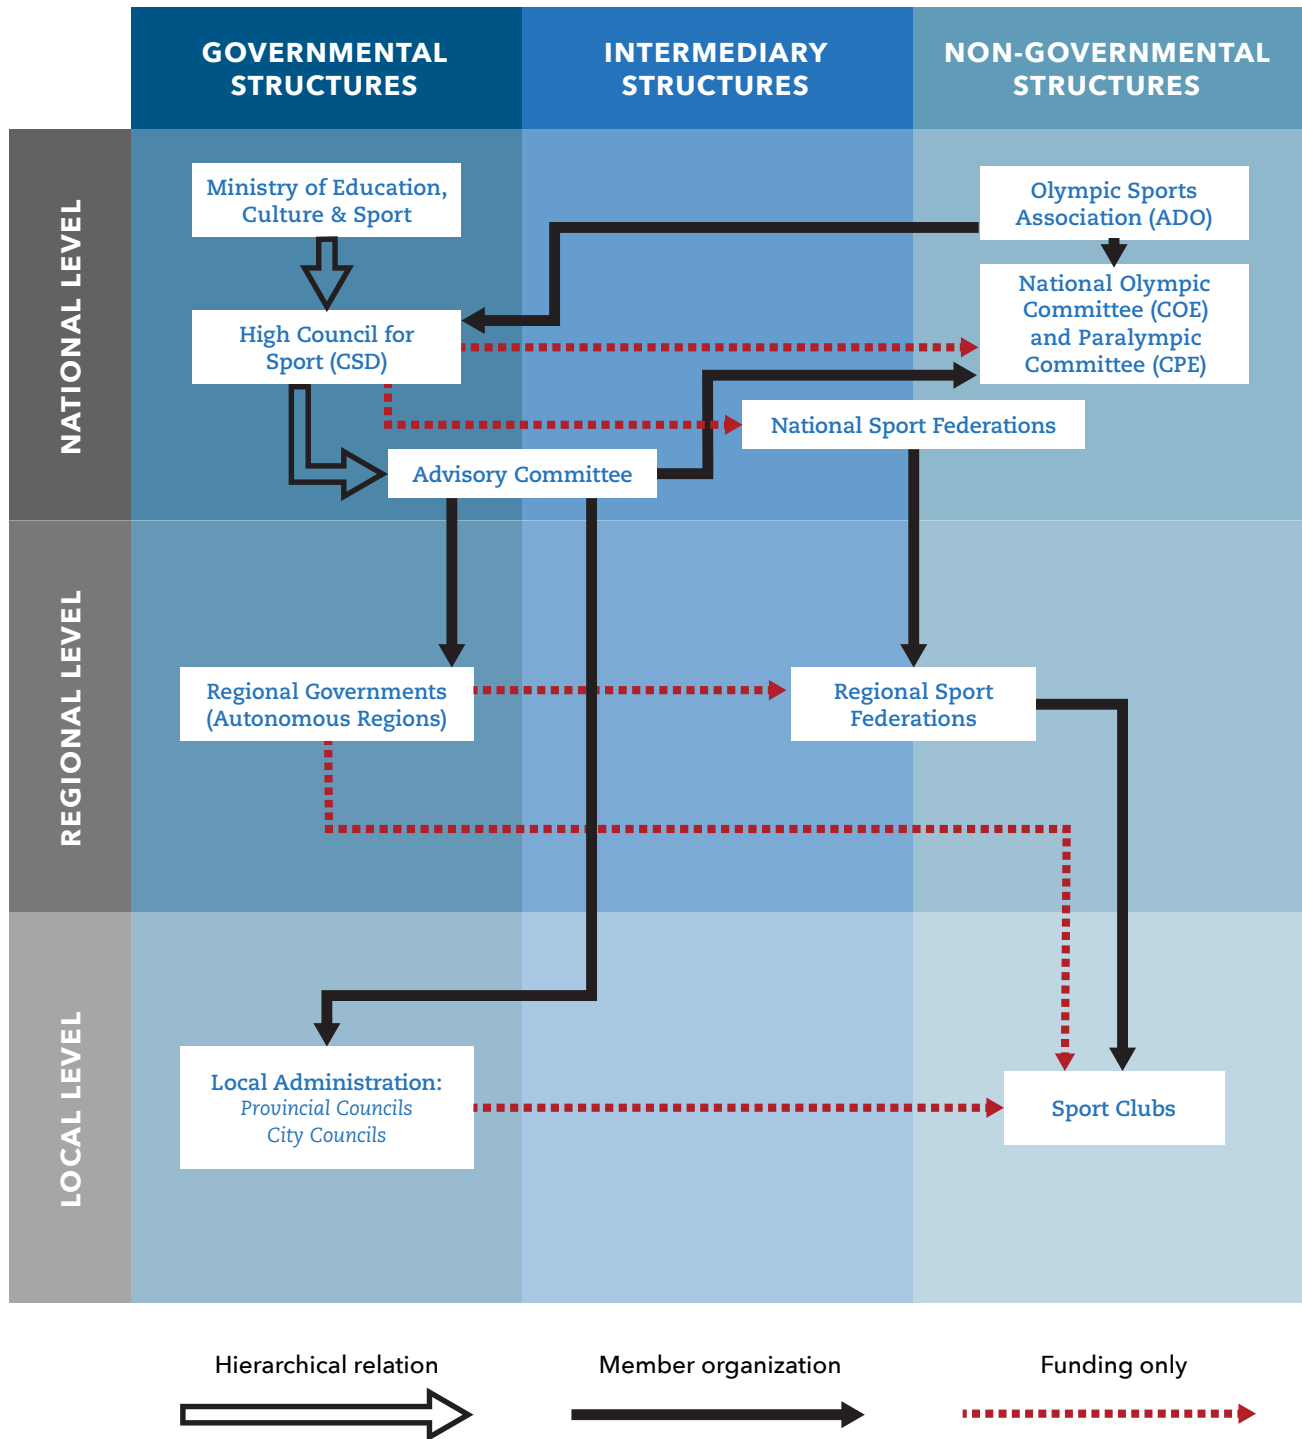 GOVERNMENTAL
STRUCTURES
INTERMEDIARY
STRUCTURES
NON-GOVERNMENTAL
STRUCTURES
NATIONAL LEVEL
Ministry of Education,
Culture & Sport
Olympic Sports
Association (ADO)
National Olympic
Committee (COE)
and Paralympic
Committee (CPE)
High Council for
Sport (CSD)
National Sport Federations
Advisory Committee
REGIONAL LEVEL
Regional Governments
(Autonomous Regions)
Regional Sport
Federations
LOCAL LEVEL
Local Administration:
Provincial Councils
City Councils
Sport Clubs
Hierarchical relation
Member organization
Funding only